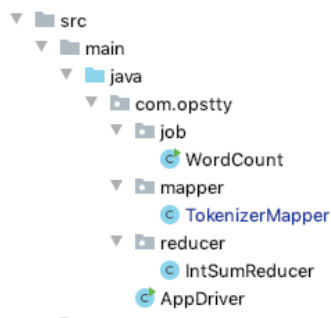 src
main
java
com.opstty
job
WordCount
mapper
TokenizerMapper
reducer
IntSumReducer
AppDriver